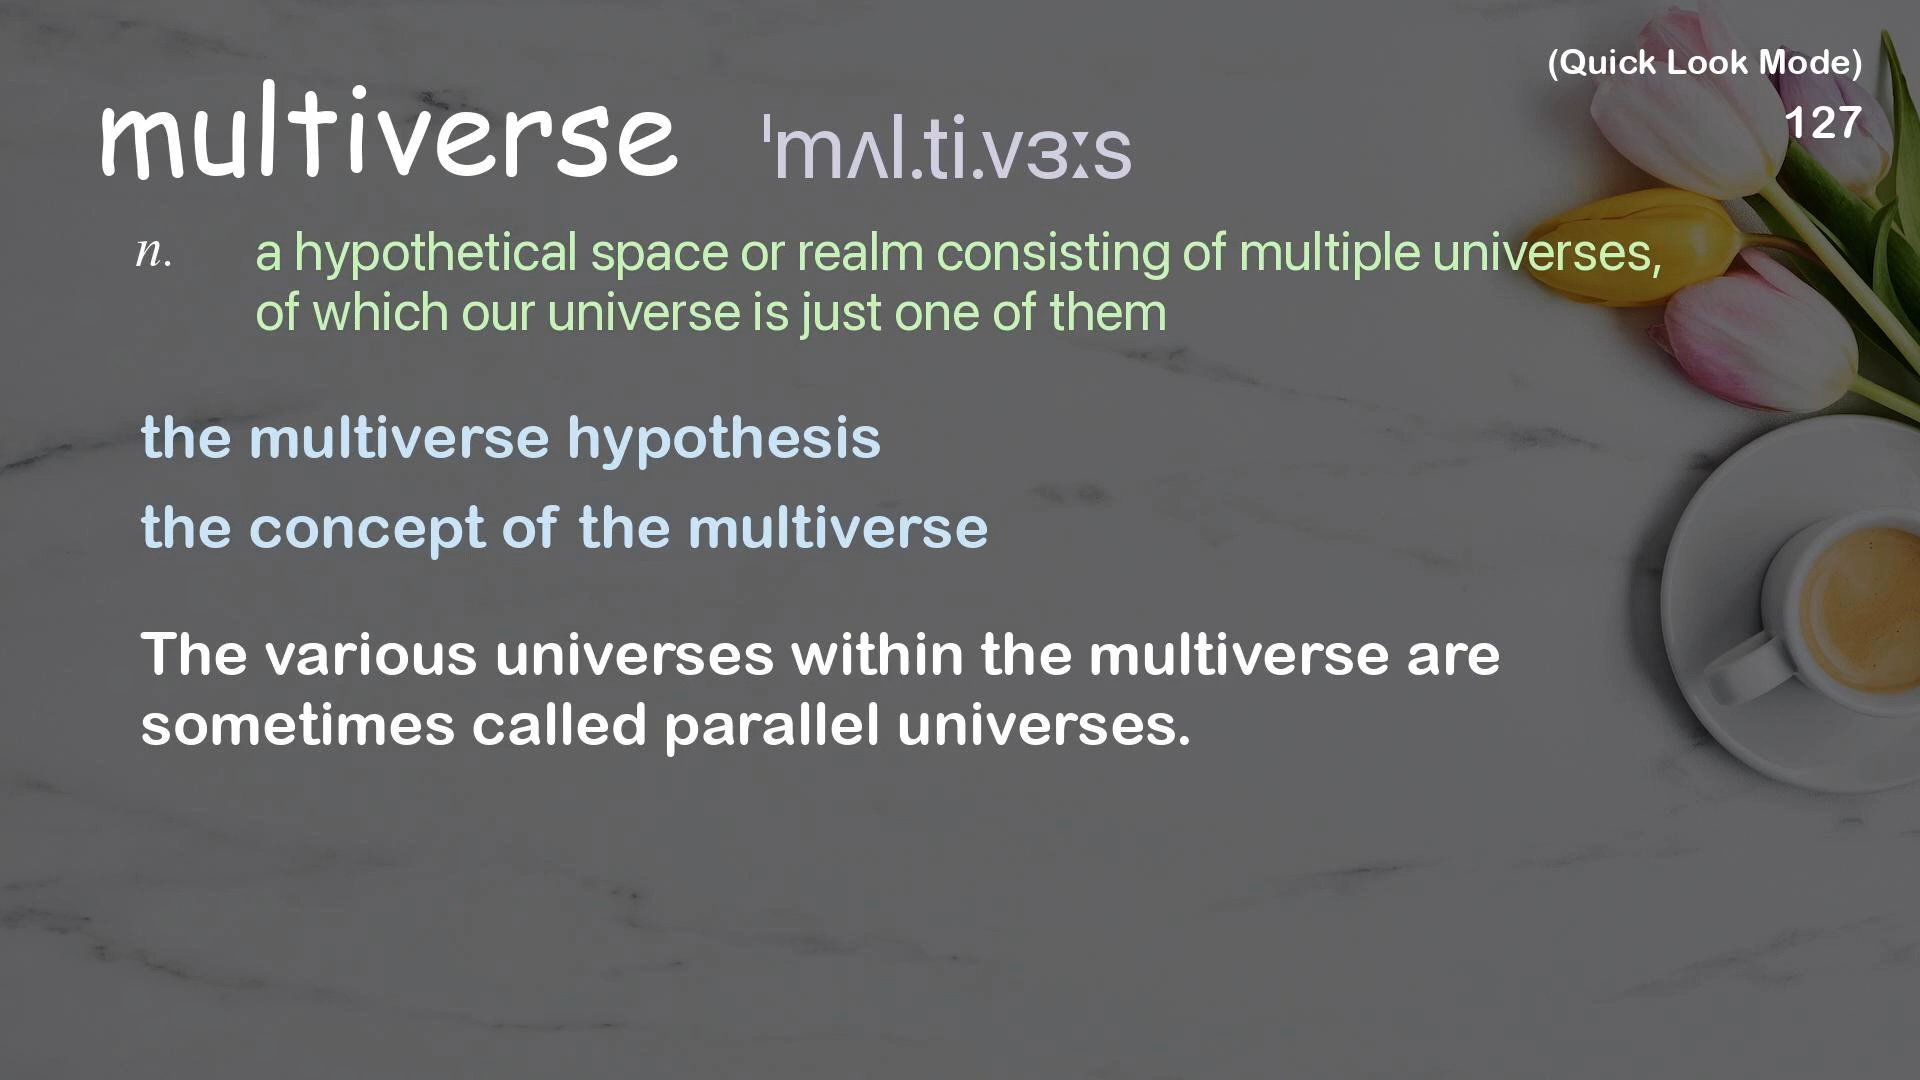 (Quick Look Mode)
127
multiverse ˈmʌl.ti.vɜːs
n. a hypothetical space or realm consisting of multiple universes,
of which our universe is just one of them
the multiverse hypothesis
the concept of the multiverse
The various universes within the multiverse are
sometimes called parallel universes.